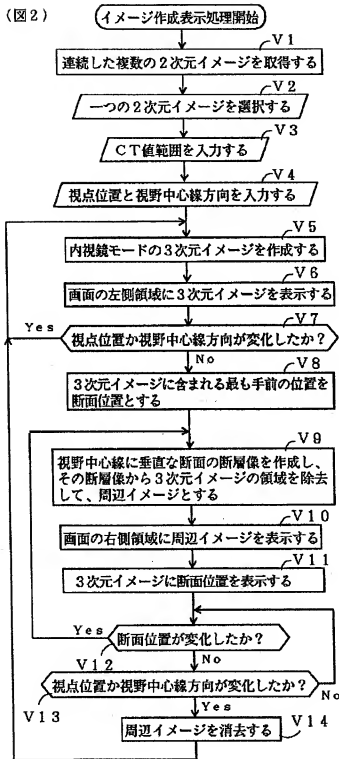 (図2)
イメージ作成表示処理開始
V1
連続した複数の2次元イメージを取得する
V2
一つの2次元イメージを選択する
V3
CT値範囲を入力する
V4
視点位置と視野中心線方向を入力する
V5
内視鏡モードの3次元イメージを作成する
V6
画面の左側領域に3次元イメージを表示する
V7
Yes
視点位置か視野中心線方向が変化したか?
No
V8
3次元イメージに含まれる最も手前の位置を
断面位置とする
V9
視野中心線に垂直な断面の断層像を作成し、
その断層像から3次元イメージの領域を除去
して、周辺イメージとする
V10
画面の右側領域に周辺イメージを表示する
V11
3次元イメージに断面位置を表示する
Yes
断面位置が変化したか?
V12
No
視点位置か視野中心線方向が変化したか?
No
V13
Yes
V14
周辺イメージを消去する